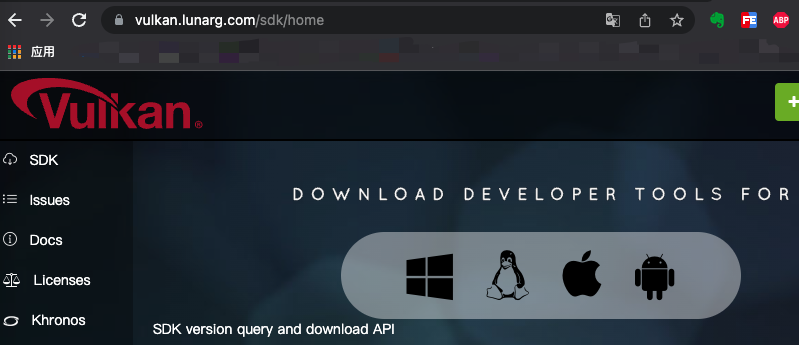 vulkan.lunarg.com/sdk/home
FE
ABP
应用
Vulkan®
SDK
Issues
Docs
Licenses
Khronos
DOWNLOAD DEVELOPER TOOLS FOR
SDK version query and download API